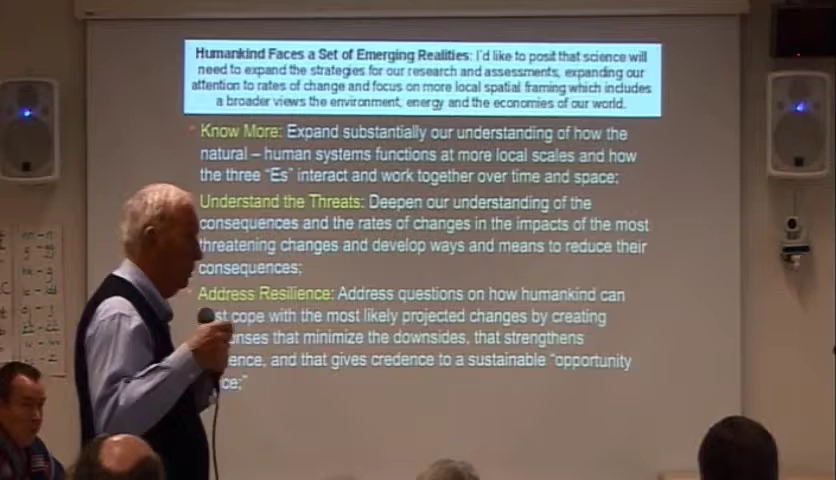 Humankind Faces a Set of Emerging Realities: I'd like to posit that science will
need to expand the strategies for our research and assessments, expanding our
attention to rates of change and focus on more local spatial framing which includes
a broader views the environment, energy and the economies of our world.
Know More: Expand substantially our understanding of how the
natural – human systems functions at more local scales and how
the three "Es" interact and work together over time and space;
Understand the Threats: Deepen our understanding of the
consequences and the rates of changes in the impacts of the most
threatening changes and develop ways and means to reduce their
consequences;
Address Resilience: Address questions on how humankind can
cope with the most likely projected changes by creating
that minimize the downsides, that strengthens
and that gives credence to a sustainable "opportunity